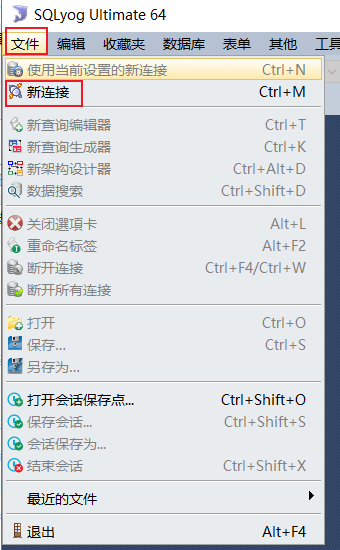 SQLyog Ultimate 64
文件 编辑 收藏夹 数据库 表单 其他 工具
使用当前设置的新连接 Ctrl+N
新连接 Ctrl+M
新查询编辑器 Ctrl+T
新查询生成器 Ctrl+K
新架构设计器 Ctrl+Alt+D
数据搜索 Ctrl+Shift+D
关闭選項卡 Alt+L
重命名标签 Alt+F2
断开连接 Ctrl+F4/Ctrl+W
断开所有连接
打开 Ctrl+O
保存... Ctrl+S
另存为...
打开会话保存点... Ctrl+Shift+O
保存会话... Ctrl+Shift+S
会话保存为...
结束会话 Ctrl+Shift+X
最近的文件
退出 Alt+F4